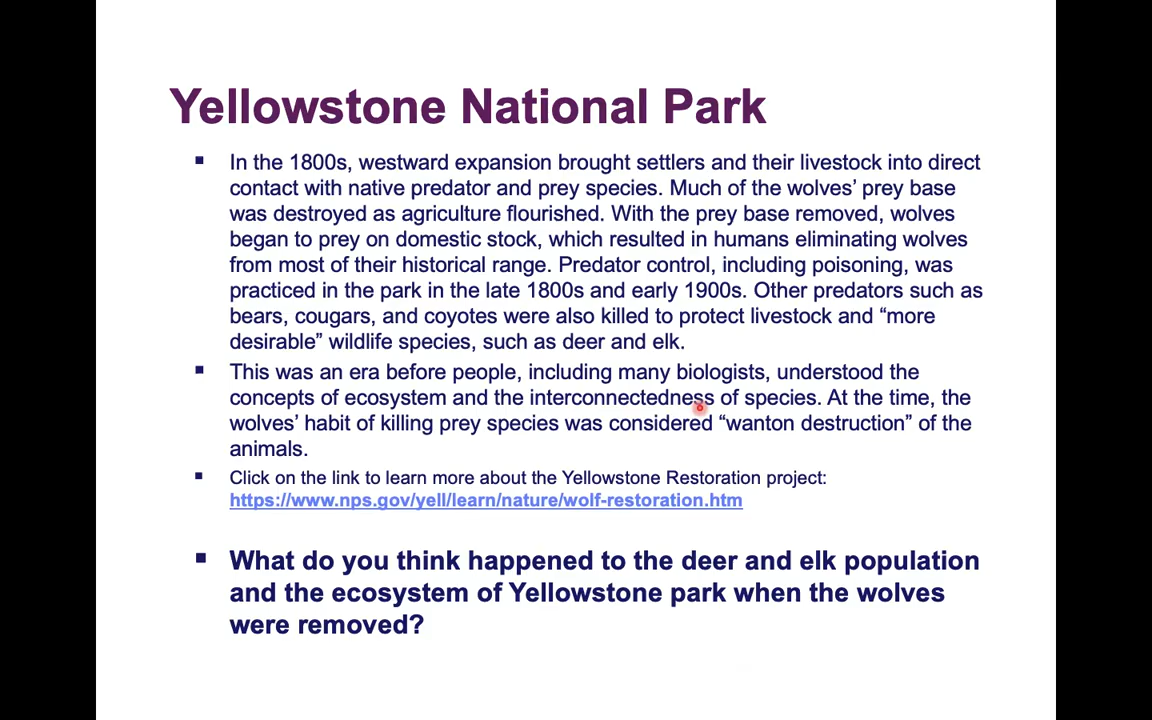 Yellowstone National Park
▪ In the 1800s, westward expansion brought settlers and their livestock into direct
contact with native predator and prey species. Much of the wolves’ prey base
was destroyed as agriculture flourished. With the prey base removed, wolves
began to prey on domestic stock, which resulted in humans eliminating wolves
from most of their historical range. Predator control, including poisoning, was
practiced in the park in the late 1800s and early 1900s. Other predators such as
bears, cougars, and coyotes were also killed to protect livestock and “more
desirable” wildlife species, such as deer and elk.
▪ This was an era before people, including many biologists, understood the
concepts of ecosystem and the interconnectedness of species. At the time, the
wolves’ habit of killing prey species was considered “wanton destruction” of the
animals.
▪ Click on the link to learn more about the Yellowstone Restoration project:
https://www.nps.gov/yell/learn/nature/wolf-restoration.htm
▪ What do you think happened to the deer and elk population
and the ecosystem of Yellowstone park when the wolves
were removed?